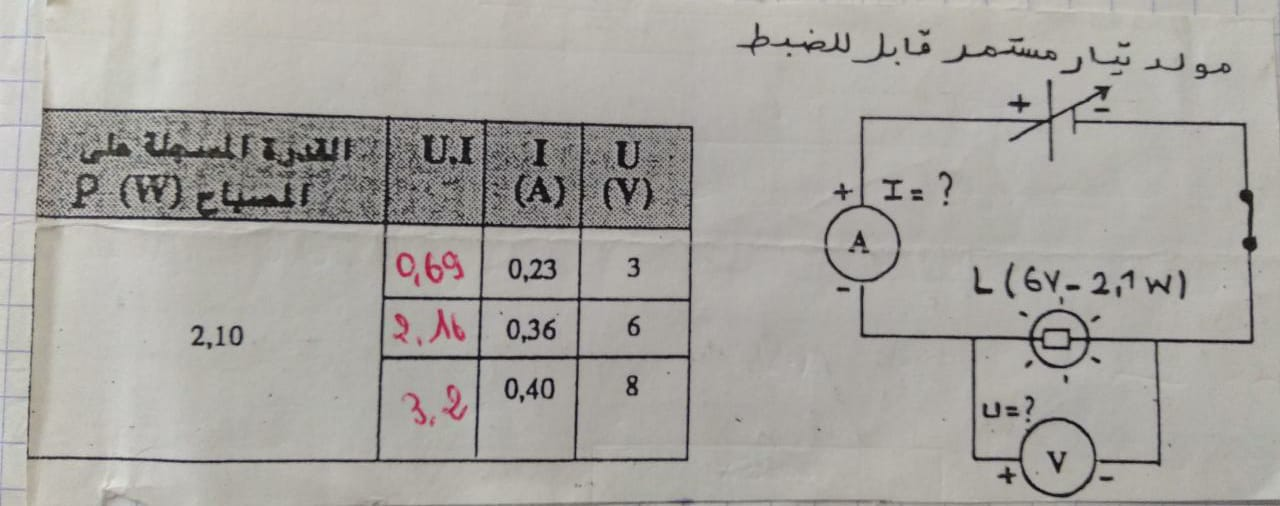 مولد تيار مستمر قابل للضبط
+ -
+ I = ?
A
-
L (6V - 2,1W)
U = ?
+ V -
U (V) I (A) U.I القدرة المسجلة على المصباح P (W)
3 0,23 0,69 2,10
6 0,36 2.16
8 0,40 3.2